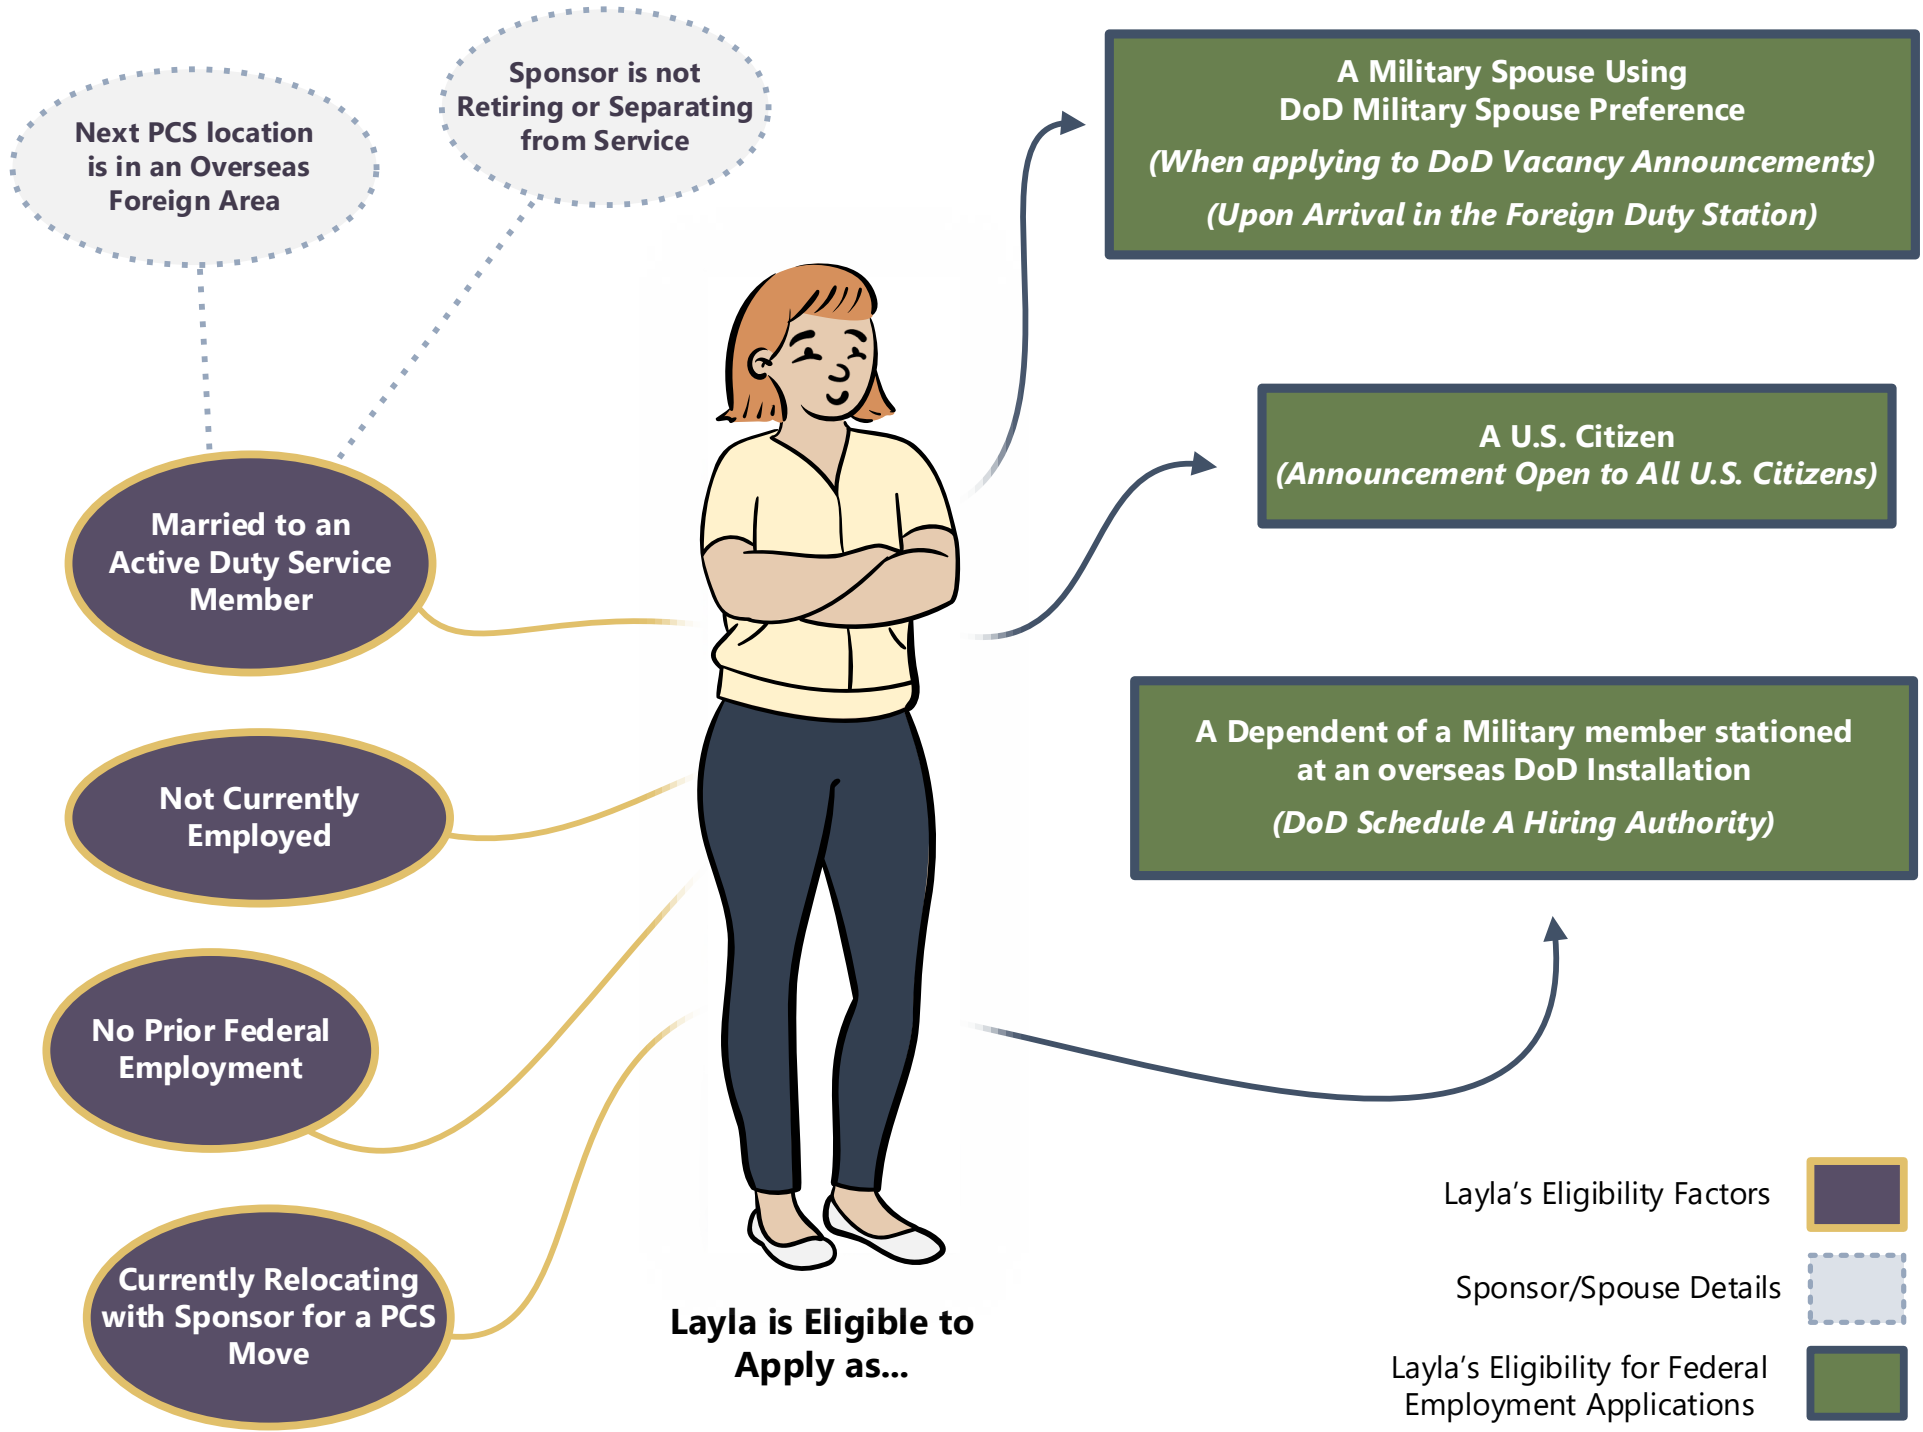 Next PCS location
is in an Overseas
Foreign Area
Sponsor is not
Retiring or Separating
from Service
Married to an
Active Duty Service
Member
Not Currently
Employed
No Prior Federal
Employment
Currently Relocating
with Sponsor for a PCS
Move
Layla is Eligible to
Apply as...
A Military Spouse Using
DoD Military Spouse Preference
(When applying to DoD Vacancy Announcements)
(Upon Arrival in the Foreign Duty Station)
A U.S. Citizen
(Announcement Open to All U.S. Citizens)
A Dependent of a Military member stationed
at an overseas DoD Installation
(DoD Schedule A Hiring Authority)
Layla’s Eligibility Factors
Sponsor/Spouse Details
Layla’s Eligibility for Federal
Employment Applications